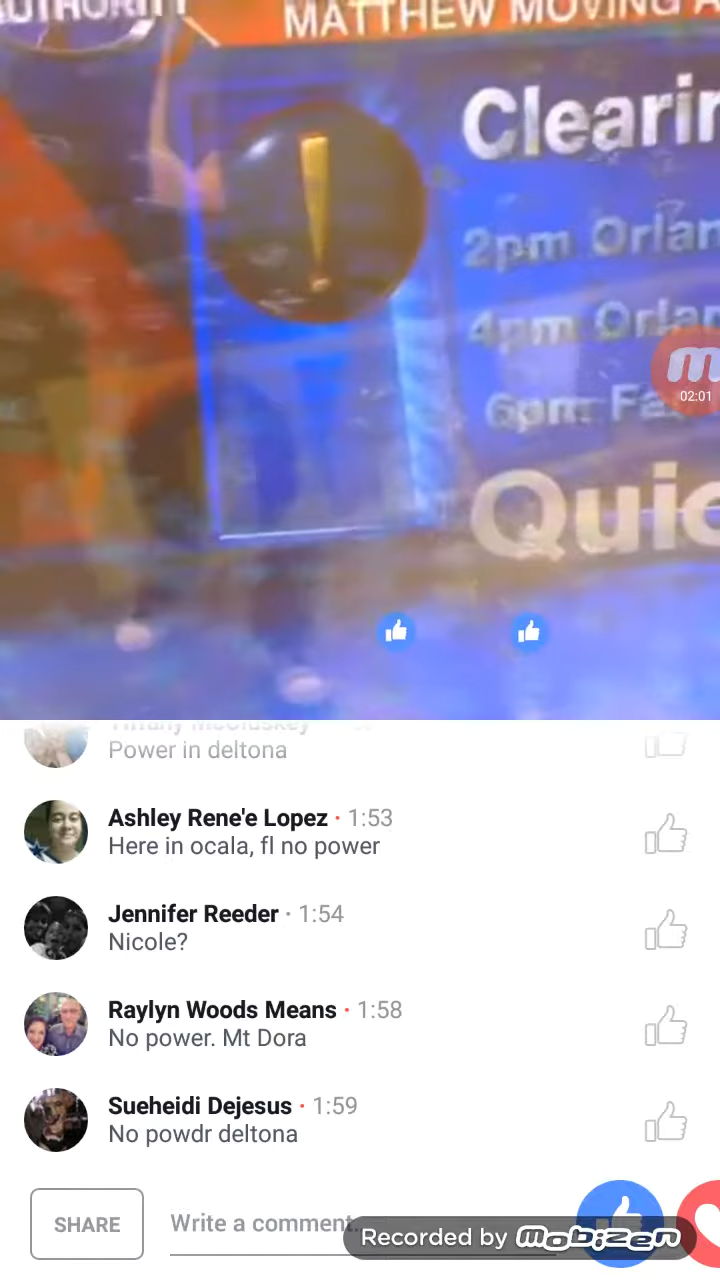 MATTHEW MOVING A
Clearin
2pm Orlan
4pm Orlan
6pm Fa
02:01
Quic
Power in deltona
Ashley Rene'e Lopez · 1:53
Here in ocala, fl no power
Jennifer Reeder · 1:54
Nicole?
Raylyn Woods Means · 1:58
No power. Mt Dora
Sueheidi Dejesus · 1:59
No powdr deltona
SHARE
Write a comment...
Recorded by mobizen